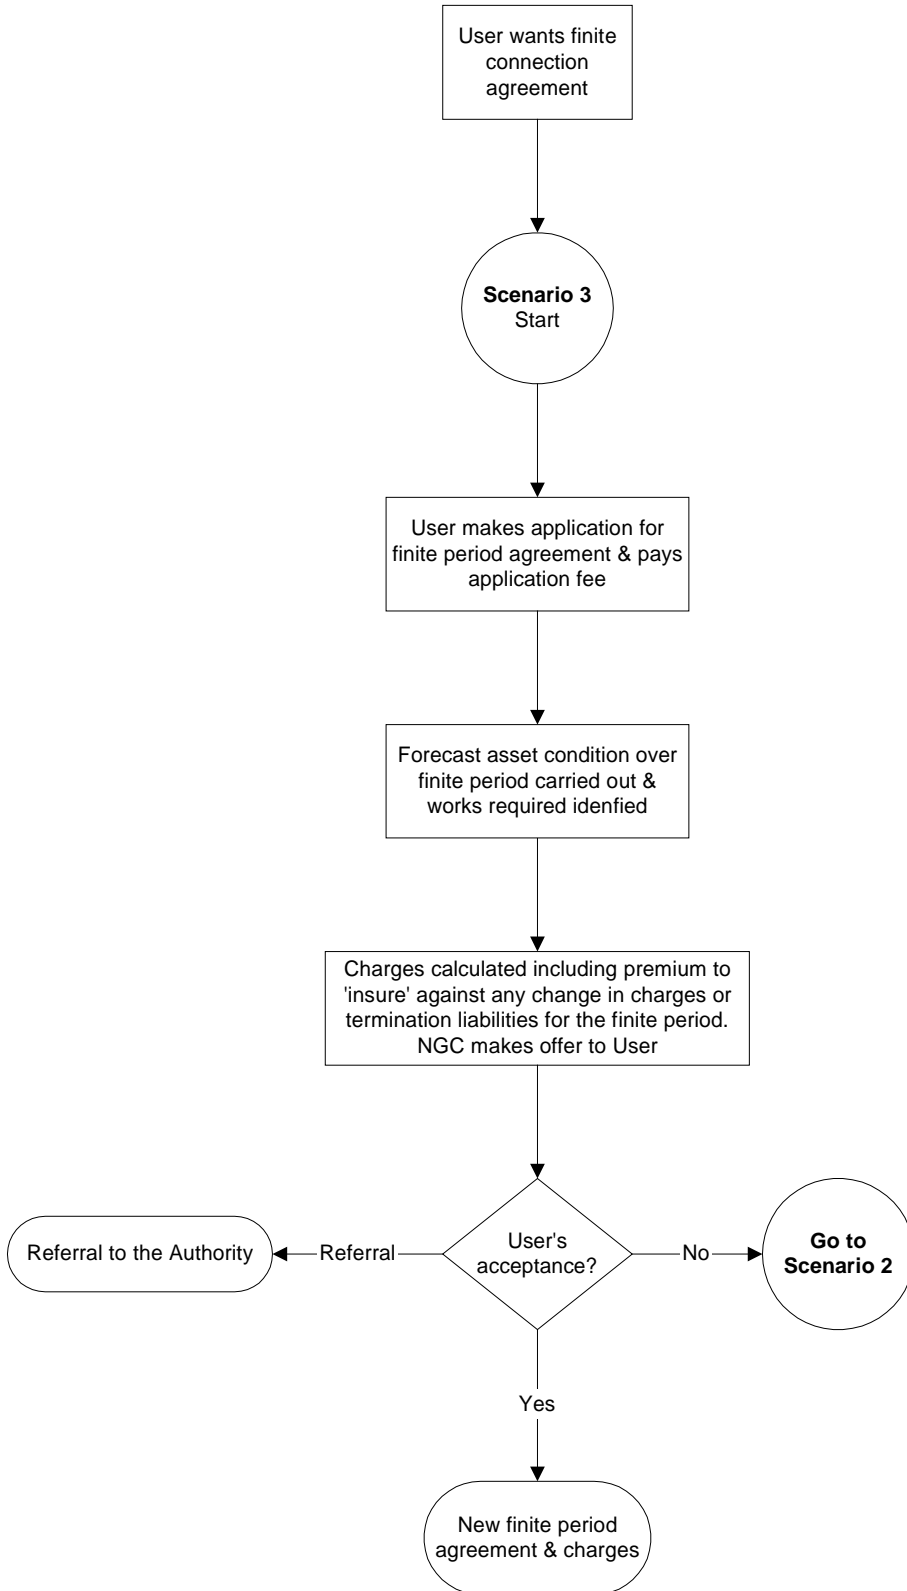 User wants finite
connection
agreement
Scenario 3
Start
User makes application for
finite period agreement & pays
application fee
Forecast asset condition over
finite period carried out &
works required idenfied
Charges calculated including premium to
'insure' against any change in charges or
termination liabilities for the finite period.
NGC makes offer to User
User's
acceptance?
Referral
Referral to the Authority
No
Go to
Scenario 2
Yes
New finite period
agreement & charges